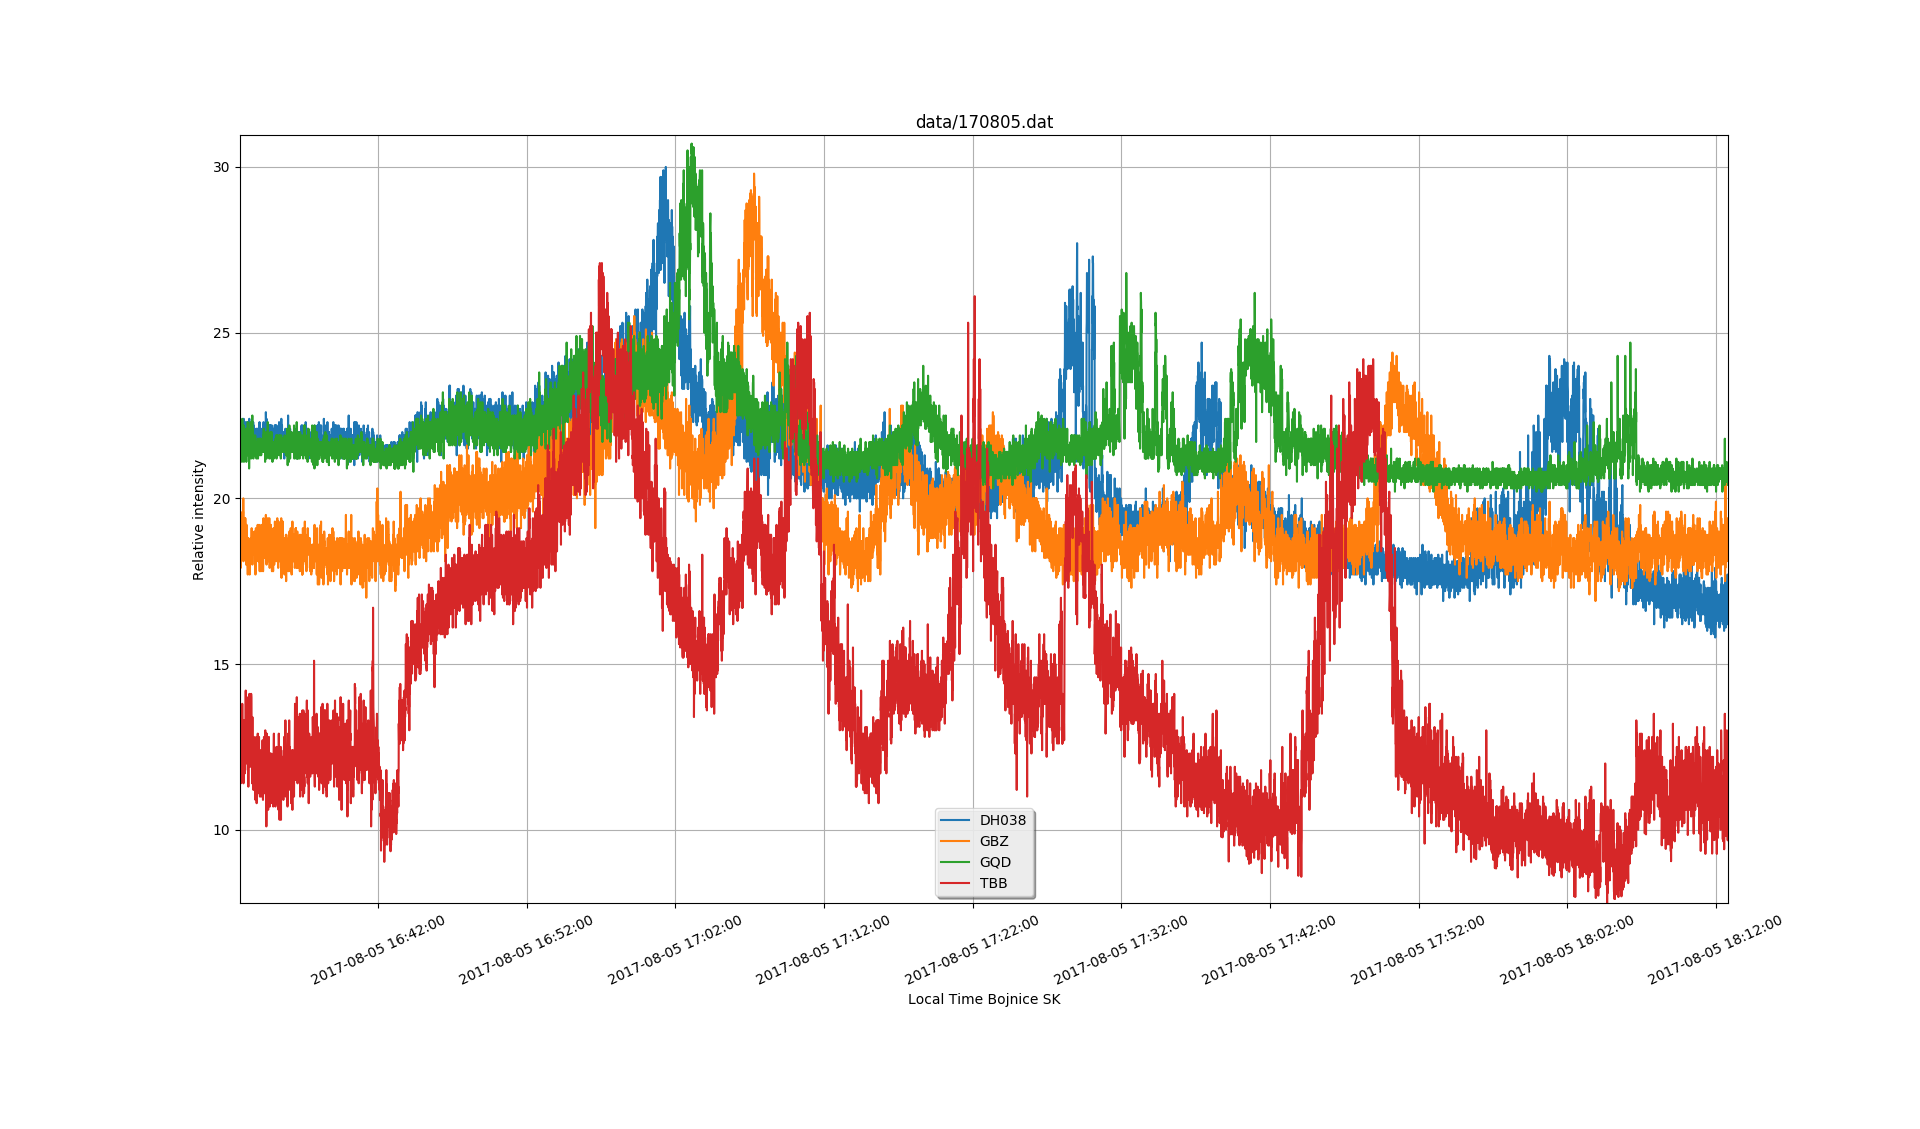 data/170805.dat
Relative intensity
30
25
20
15
10
DH038
GBZ
GQD
TBB
2017-08-05 16:42:00
2017-08-05 16:52:00
2017-08-05 17:02:00
2017-08-05 17:12:00
2017-08-05 17:22:00
2017-08-05 17:32:00
2017-08-05 17:42:00
2017-08-05 17:52:00
2017-08-05 18:02:00
2017-08-05 18:12:00
Local Time Bojnice SK